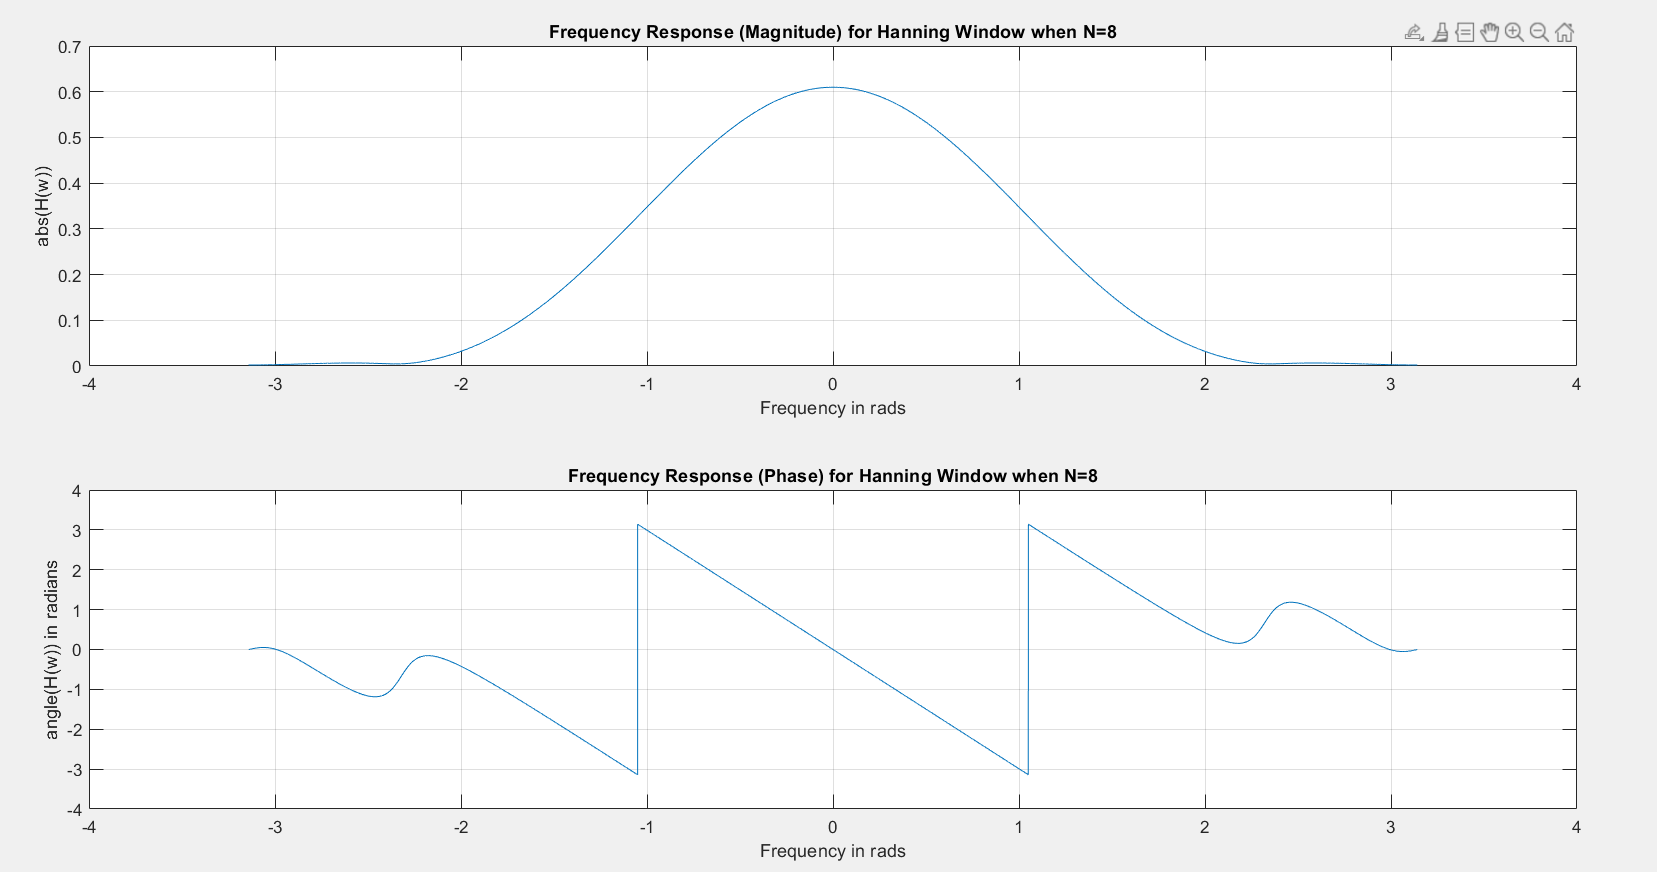 Frequency Response (Magnitude) for Hanning Window when N=8
0.7
0.6
0.5
0.4
0.3
0.2
0.1
0
abs(H(w))
-4 -3 -2 -1 0 1 2 3 4
Frequency in rads
Frequency Response (Phase) for Hanning Window when N=8
4
3
2
1
0
-1
-2
-3
-4
angle(H(w)) in radians
-4 -3 -2 -1 0 1 2 3 4
Frequency in rads